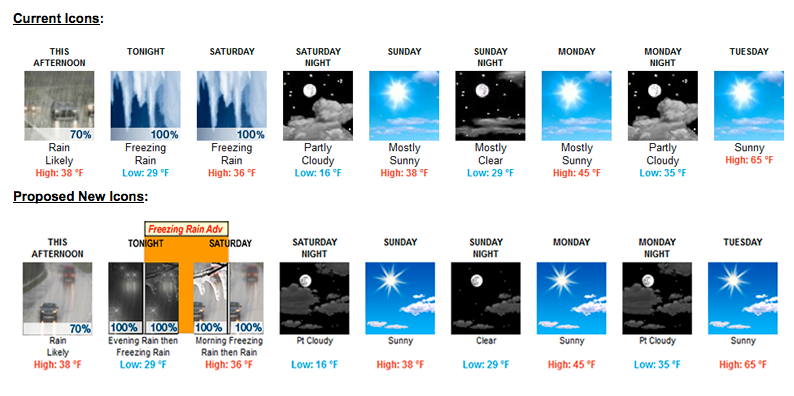 Current Icons:
THIS TONIGHT SATURDAY SATURDAY SUNDAY SUNDAY MONDAY MONDAY TUESDAY
AFTERNOON NIGHT NIGHT NIGHT
70% 100% 100%
Rain Freezing Freezing Partly Mostly Mostly Mostly Partly Sunny
Likely Rain Rain Cloudy Sunny Clear Sunny Cloudy
High: 38 °F Low: 29 °F High: 36 °F Low: 16 °F High: 38 °F Low: 29 °F High: 45 °F Low: 35 °F High: 65 °F
Proposed New Icons:
Freezing Rain Adv
THIS TONIGHT SATURDAY SATURDAY SUNDAY SUNDAY MONDAY MONDAY TUESDAY
AFTERNOON NIGHT NIGHT NIGHT
70% 100% 100% 100% 100%
Rain Evening Rain then Morning Freezing Pt Cloudy Sunny Clear Sunny Pt Cloudy Sunny
Likely Freezing Rain Rain then Rain
High: 38 °F Low: 29 °F High: 36 °F Low: 16 °F High: 38 °F Low: 29 °F High: 45 °F Low: 35 °F High: 65 °F